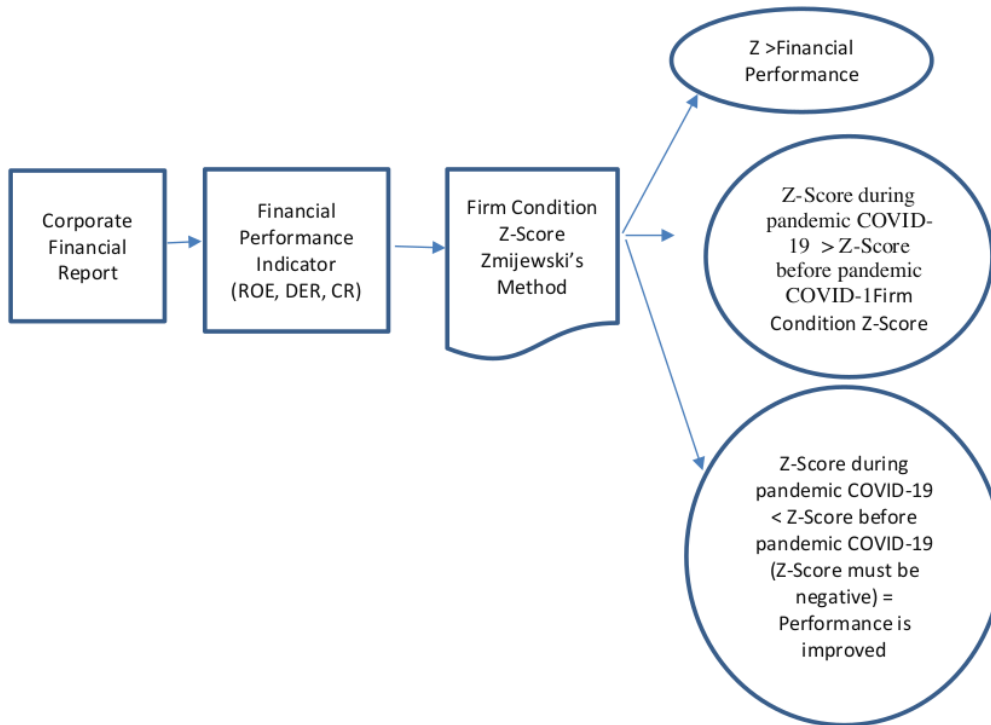 Corporate
Financial
Report
Financial
Performance
Indicator
(ROE, DER, CR)
Firm Condition
Z-Score
Zmijewski’s
Method
Z >Financial
Performance
Z-Score during
pandemic COVID-
19 > Z-Score
before pandemic
COVID-1Firm
Condition Z-Score
Z-Score during
pandemic COVID-19
< Z-Score before
pandemic COVID-19
(Z-Score must be
negative) =
Performance is
improved